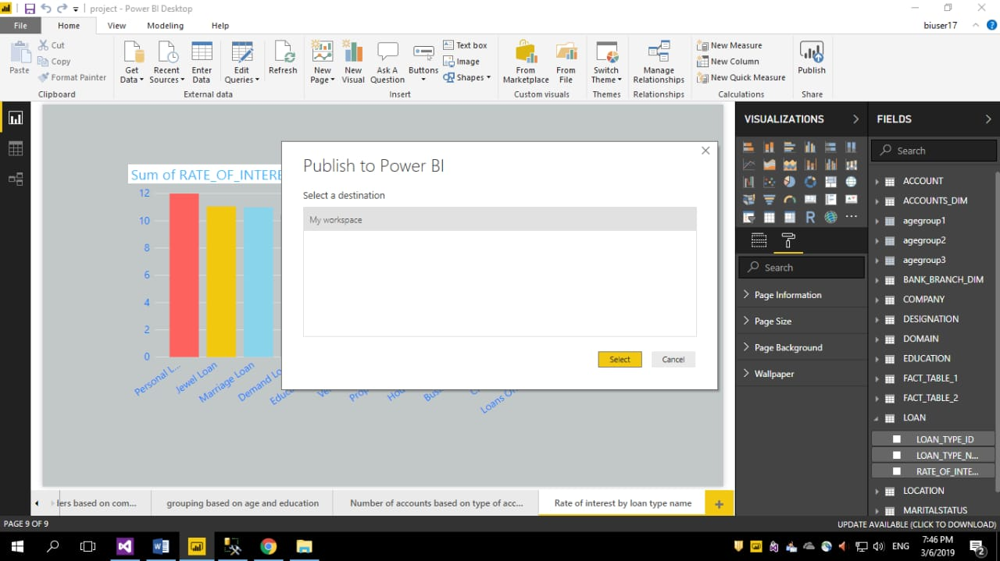 project - Power BI Desktop
File
Home
View
Modeling
Help
biuser17
Paste
Cut
Copy
Format Painter
Get Data
Recent Sources
Enter Data
Edit Queries
Refresh
New Page
New Visual
Ask A Question
Buttons
Text box
Image
Shapes
From Marketplace
From File
Switch Theme
Manage Relationships
New Measure
New Column
New Quick Measure
Publish
Clipboard
External data
Insert
Custom visuals
Themes
Relationships
Calculations
Share
Sum of RATE_OF_INTERE
12
10
8
6
4
2
0
Personal L...
Jewel Loan
Marriage Loan
Demand Lo
Educ
Ve
Prop
Hou
Busi
C
Loans O
Publish to Power BI
Select a destination
My workspace
Select
Cancel
VISUALIZATIONS
R
Search
Page Information
Page Size
Page Background
Wallpaper
FIELDS
Search
ACCOUNT
ACCOUNTS_DIM
agegroup1
agegroup2
agegroup3
BANK_BRANCH_DIM
COMPANY
DESIGNATION
DOMAIN
EDUCATION
FACT_TABLE_1
FACT_TABLE_2
LOAN
LOAN_TYPE_ID
LOAN_TYPE_N...
RATE_OF_INTE...
LOCATION
MARITALSTATUS
lers based on com...
grouping based on age and education
Number of accounts based on type of acc...
Rate of interest by loan type name
PAGE 9 OF 9
UPDATE AVAILABLE (CLICK TO DOWNLOAD)
ENG
7:46 PM
3/6/2019
2